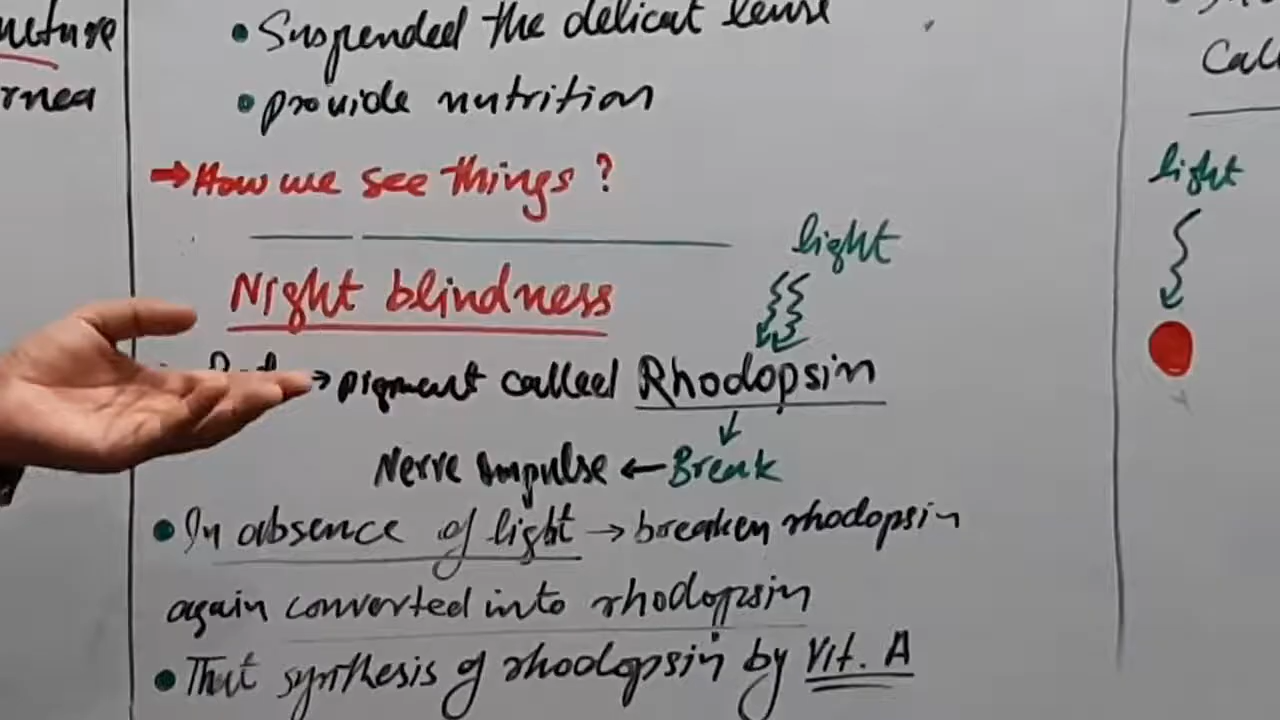 ucture
rnea
• Suspended the delicat lense
• provide nutrition
➡How we see things ?
light
Night blindness
→ pigment called Rhodopsin
↓
Nerve Impulse ← Break
• In absence of light → breaken rhodopsin
again converted into rhodopsin
• That synthesis of rhodopsin by Vit. A
Call
light